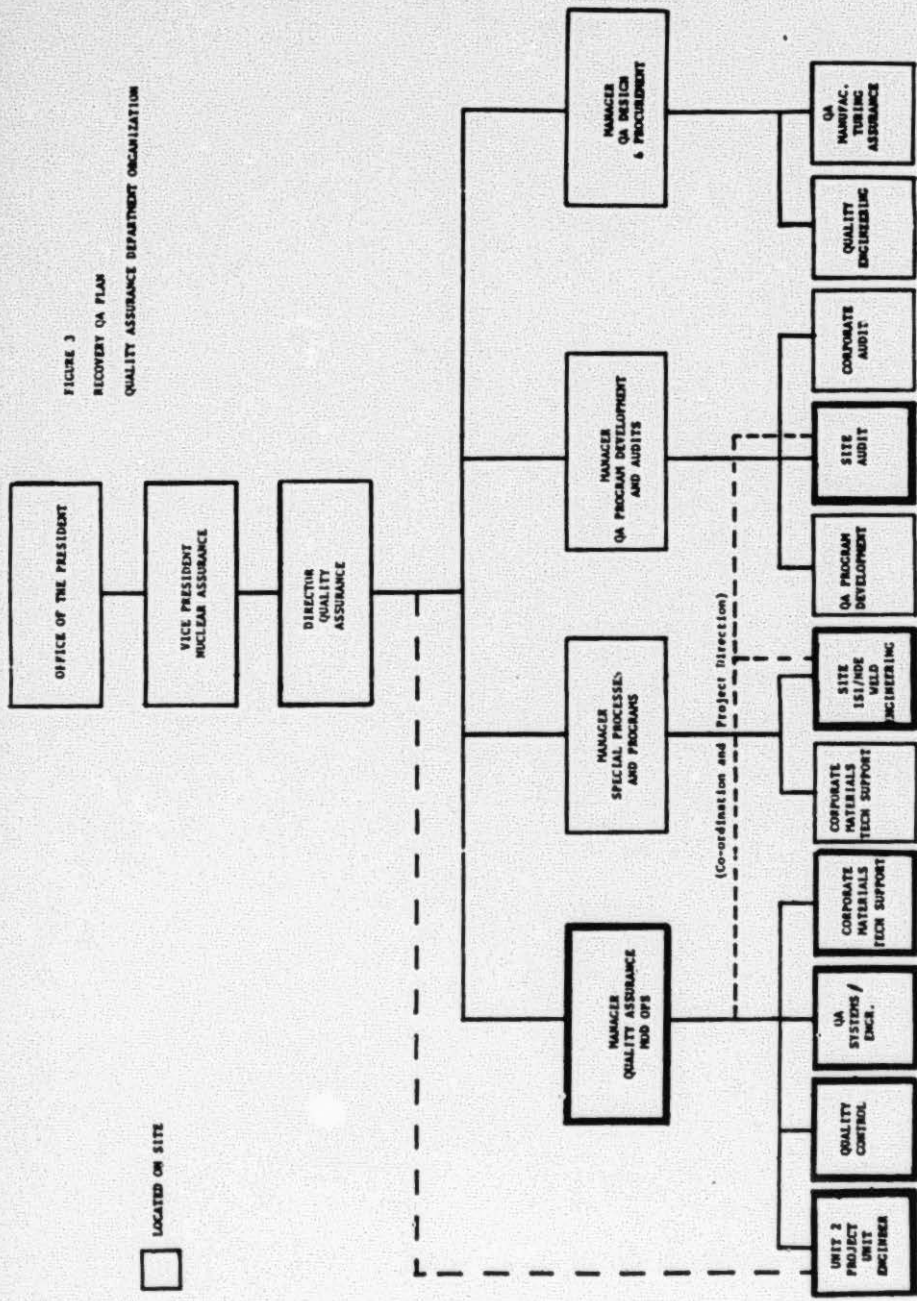 FIGURE 3
RECOVERY QA PLAN
QUALITY ASSURANCE DEPARTMENT ORGANIZATION
LOCATED ON SITE
OFFICE OF THE PRESIDENT
VICE PRESIDENT
NUCLEAR ASSURANCE
DIRECTOR
QUALITY
ASSURANCE
MANAGER
QUALITY ASSURANCE
MOD OPS
MANAGER
SPECIAL PROCESSES
AND PROGRAMS
MANAGER
QA PROGRAM DEVELOPMENT
AND AUDITS
MANAGER
QA DESIGN
& PROCUREMENT
(Co-ordination and Project Direction)
UNIT 2
PROJECT
UNIT
ENGINEER
QUALITY
CONTROL
QA
SYSTEMS/
ENGR.
CORPORATE
MATERIALS
TECH SUPPORT
CORPORATE
MATERIALS
TECH SUPPORT
SITE
ISI/NDE
WELD
ENGINEERING
QA PROGRAM
DEVELOPMENT
SITE
AUDIT
CORPORATE
AUDIT
QUALITY
ENGINEERING
QA
MANUFAC.
TURING
ASSURANCE